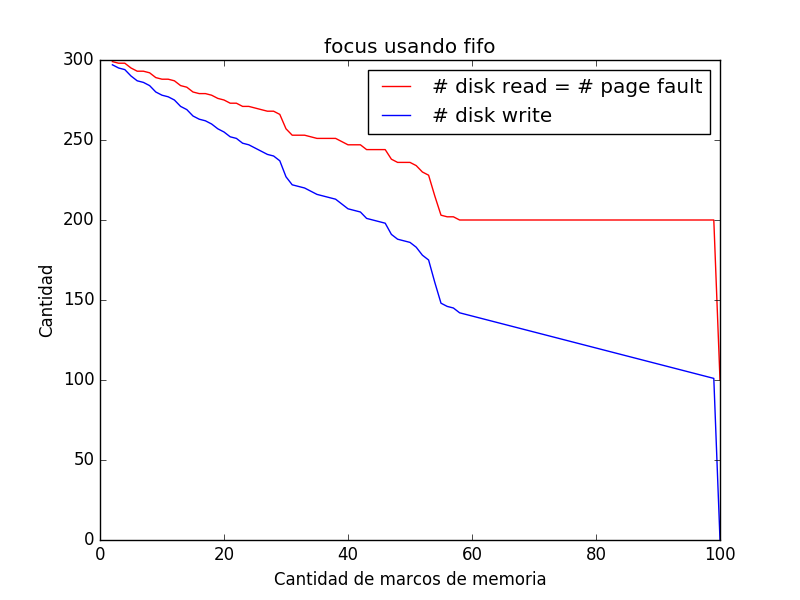 focus usando fifo
# disk read = # page fault
# disk write
Cantidad
300
250
200
150
100
50
0
0 20 40 60 80 100
Cantidad de marcos de memoria